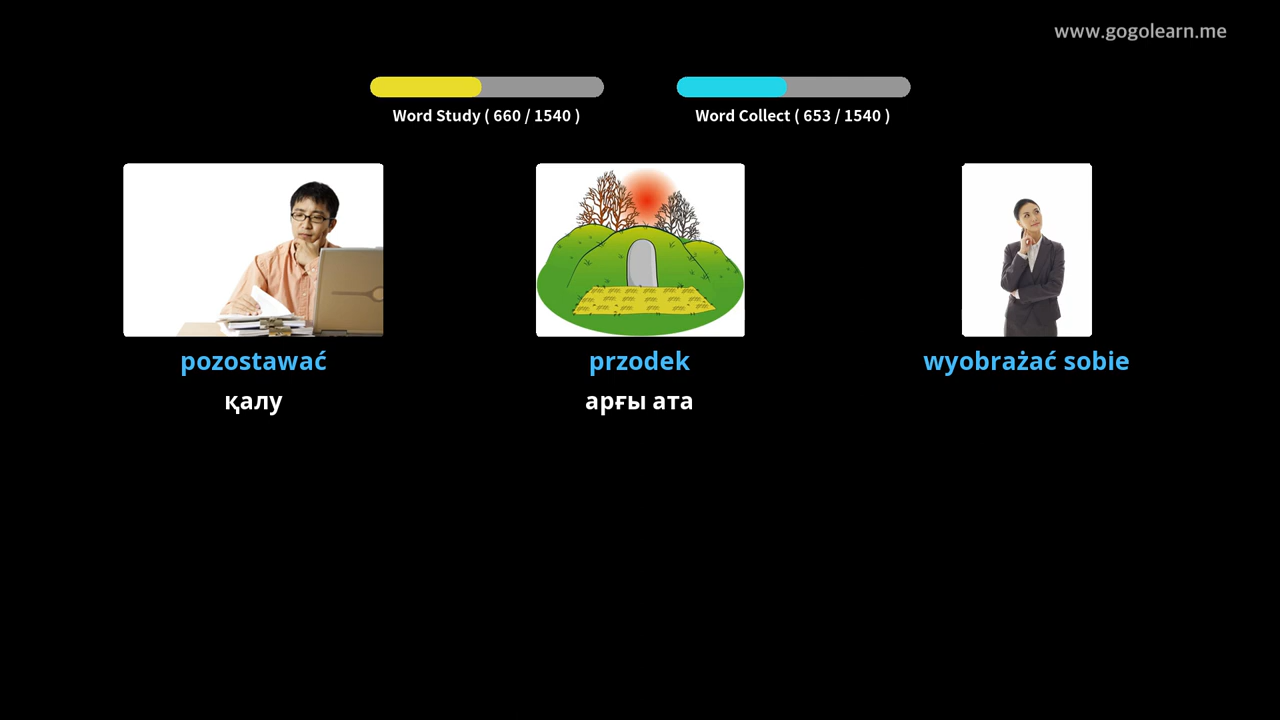 www.gogolearn.me
Word Study ( 660 / 1540 )
Word Collect ( 653 / 1540 )
pozostawać
przodek
wyobrażać sobie
қалу
арғы ата